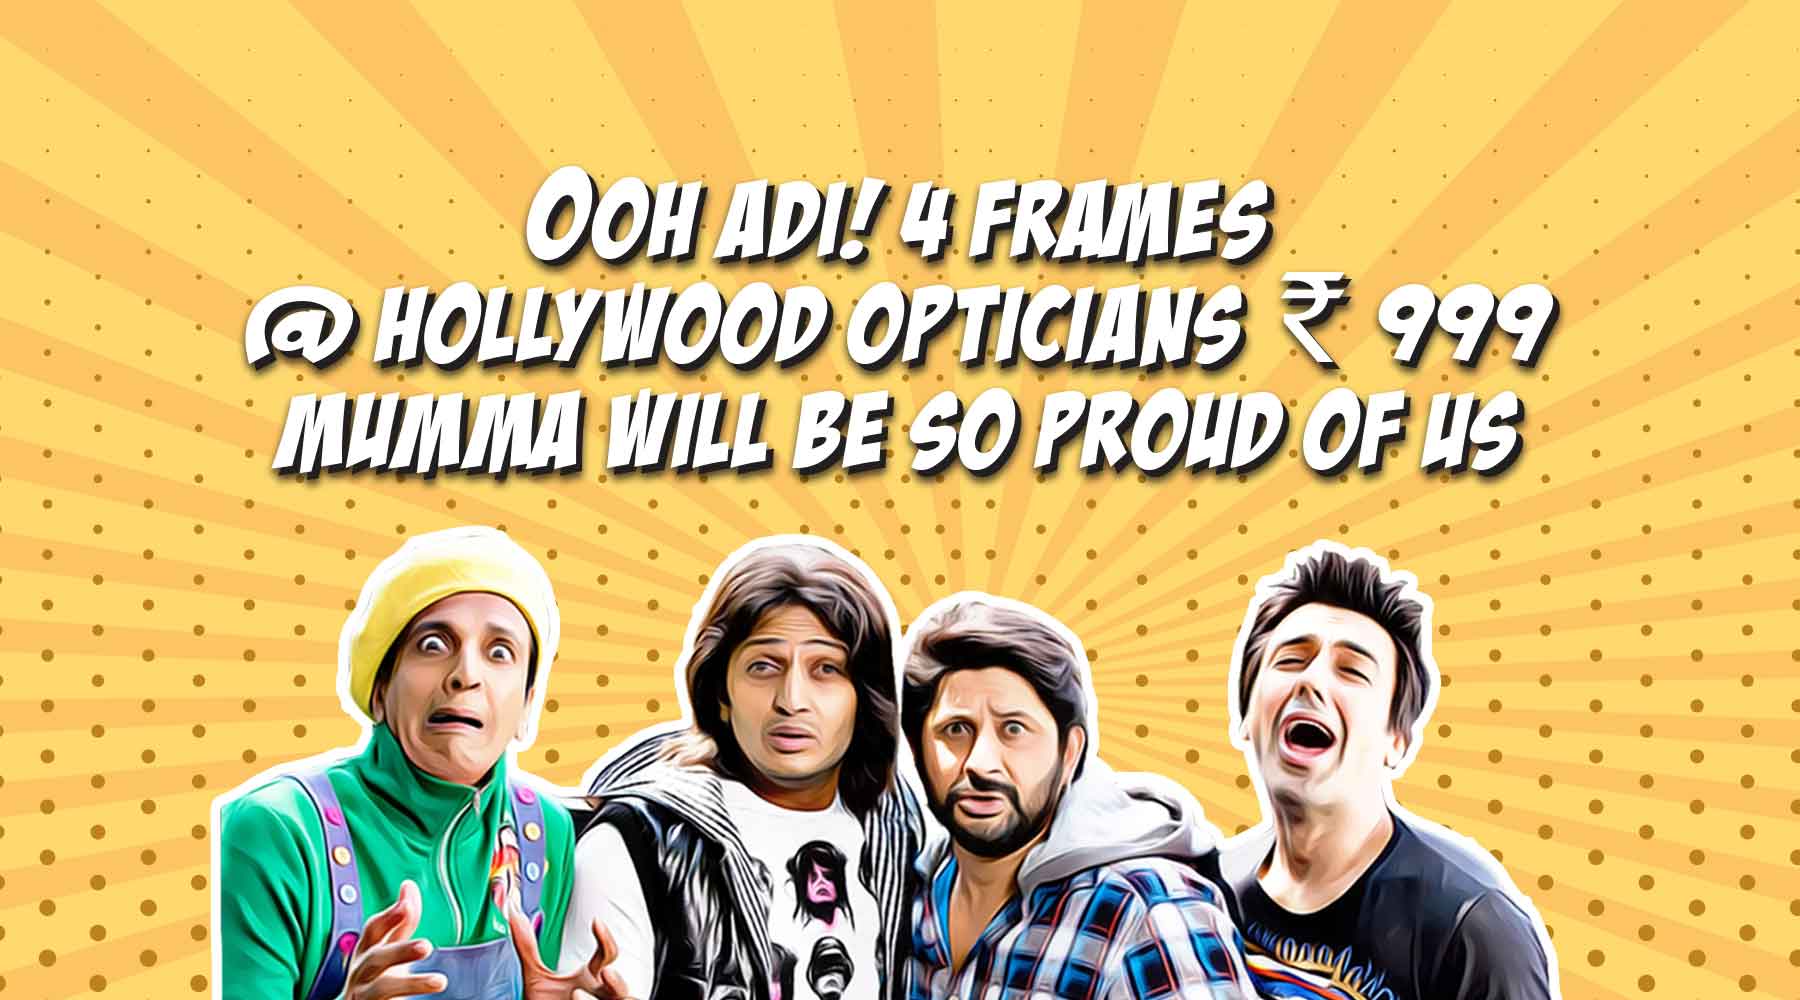 OOH ADI! 4 FRAMES
@ HOLLYWOOD OPTICIANS ₹ 999
MUMMA WILL BE SO PROUD OF US